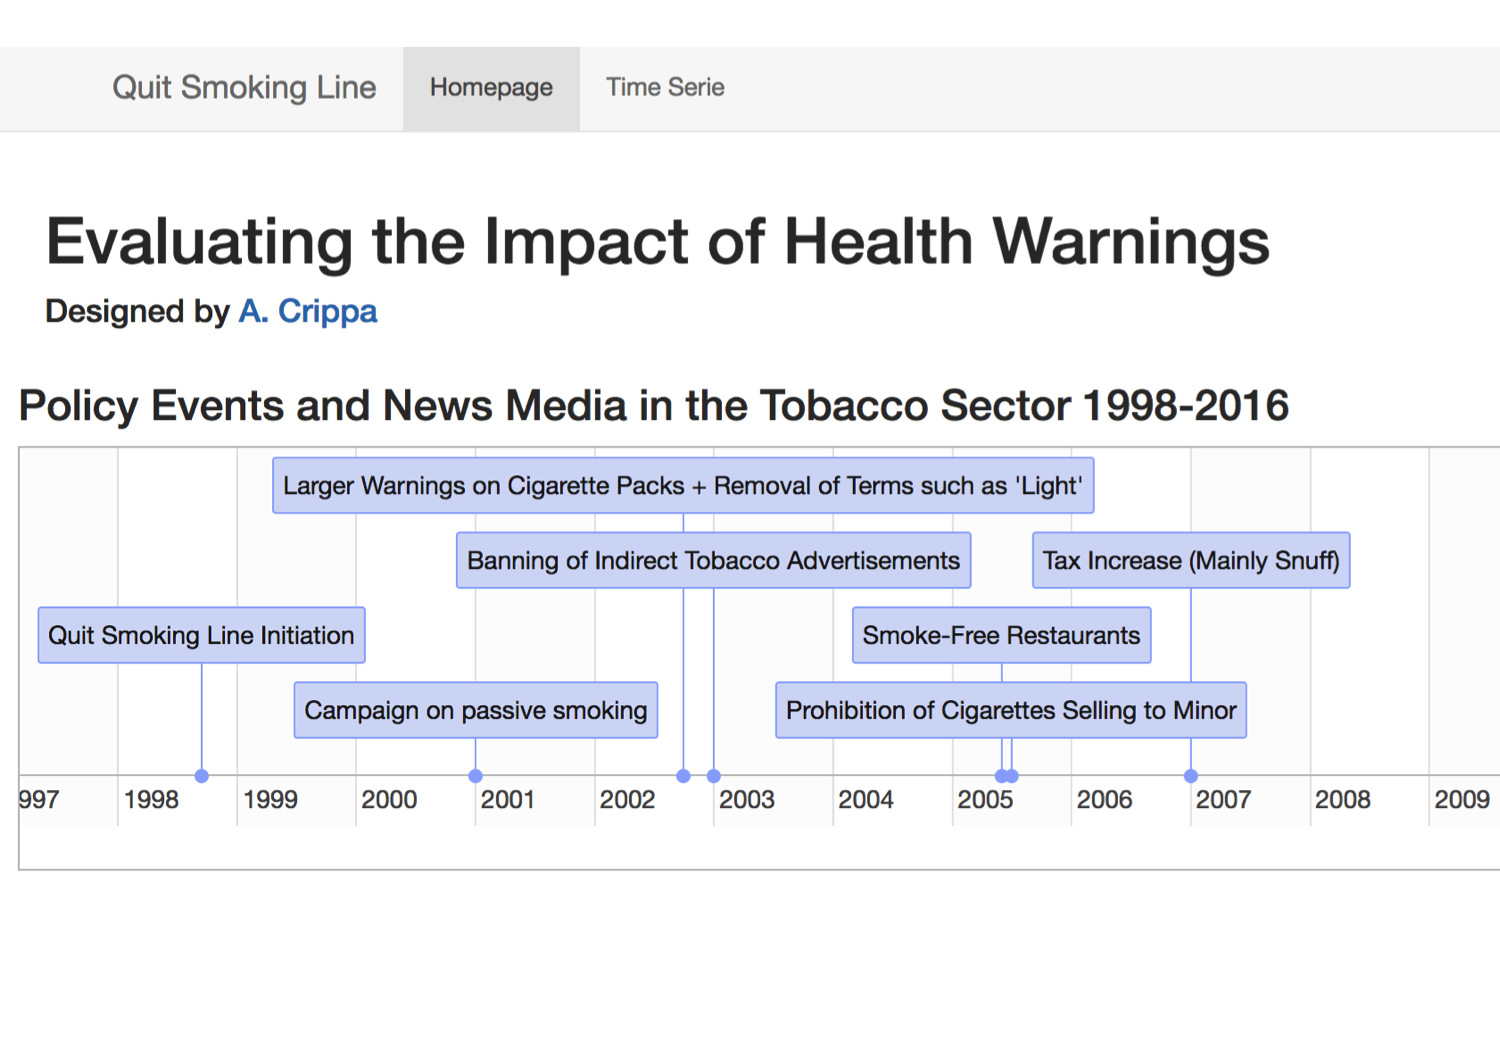 Quit Smoking Line Homepage Time Serie
Evaluating the Impact of Health Warnings
Designed by A. Crippa
Policy Events and News Media in the Tobacco Sector 1998-2016
Larger Warnings on Cigarette Packs + Removal of Terms such as 'Light'
Banning of Indirect Tobacco Advertisements
Tax Increase (Mainly Snuff)
Quit Smoking Line Initiation
Smoke-Free Restaurants
Campaign on passive smoking
Prohibition of Cigarettes Selling to Minor
997 1998 1999 2000 2001 2002 2003 2004 2005 2006 2007 2008 2009